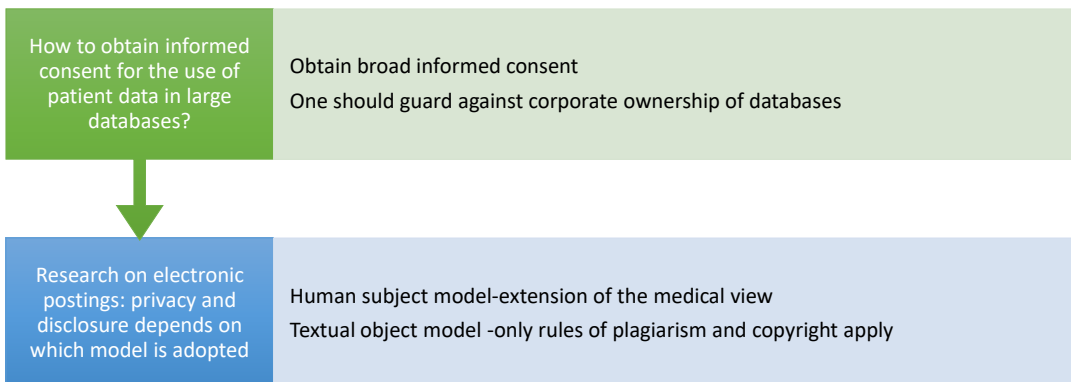 How to obtain informed
consent for the use of
patient data in large
databases?
Obtain broad informed consent
One should guard against corporate ownership of databases
Research on electronic
postings: privacy and
disclosure depends on
which model is adopted
Human subject model-extension of the medical view
Textual object model -only rules of plagiarism and copyright apply